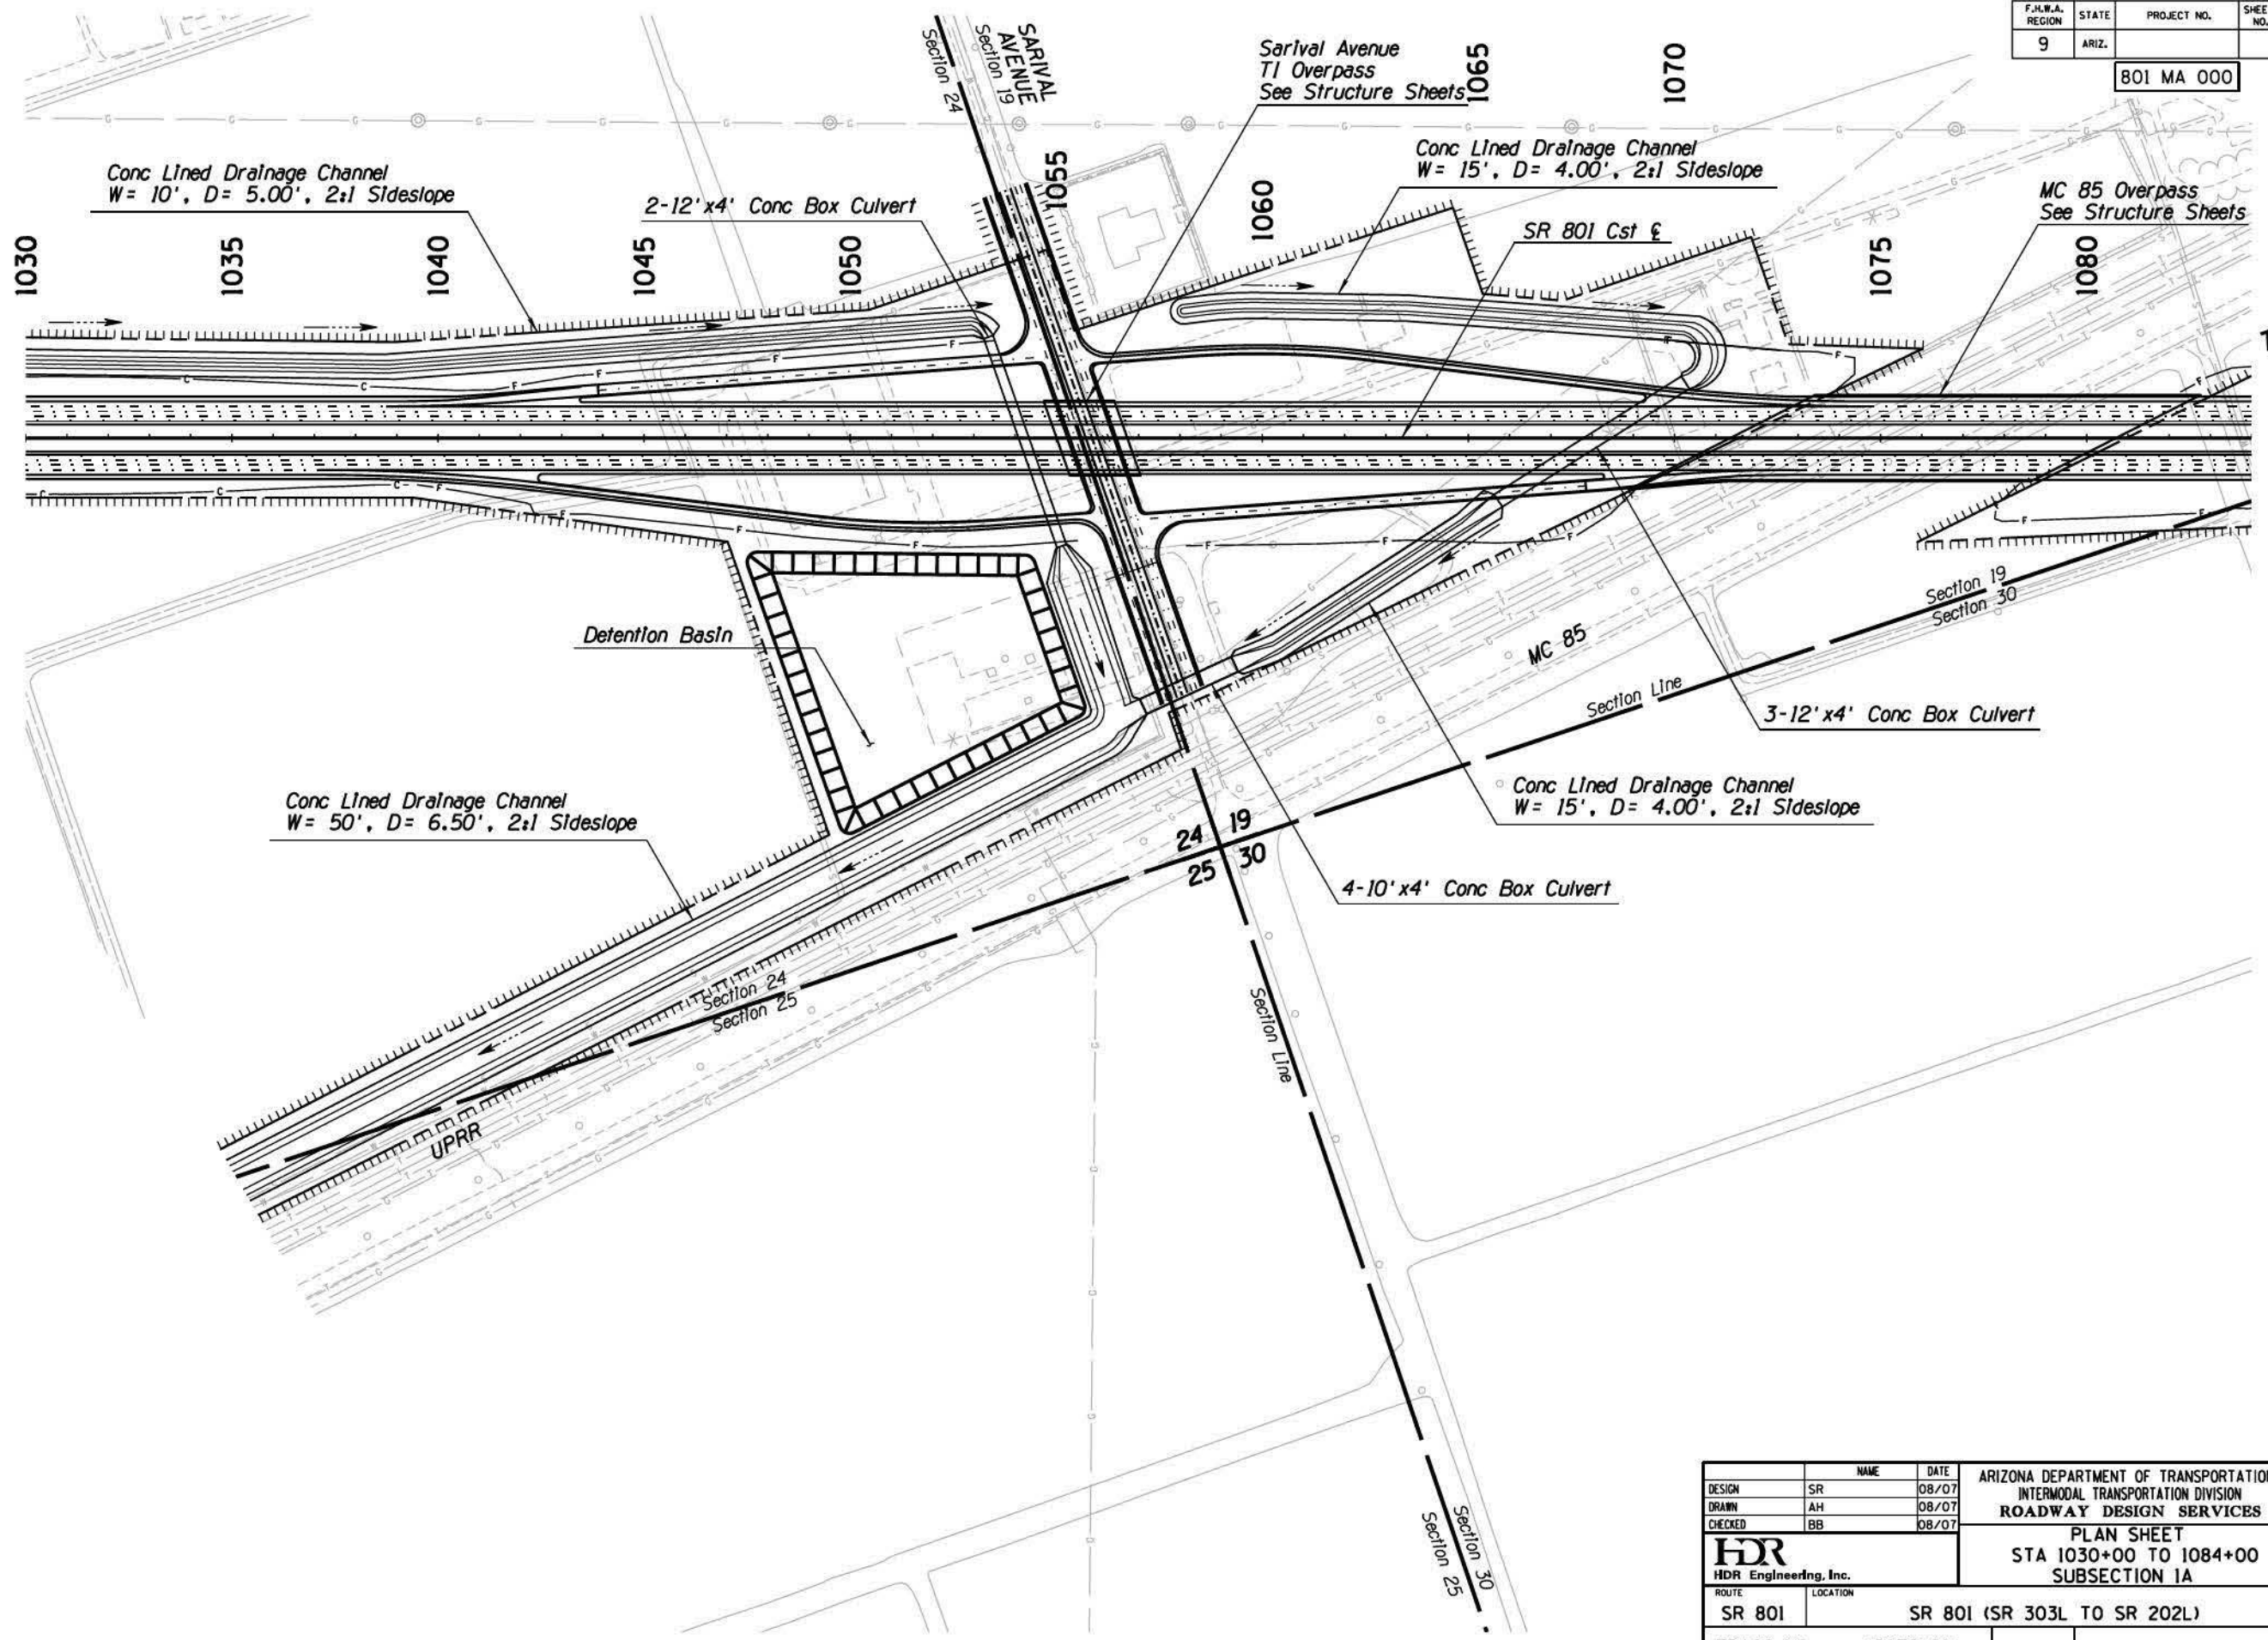 F.H.W.A. REGION
STATE
PROJECT NO.
9
ARIZ.
801 MA 000
SARIVAL AVENUE
Section 24
Section 19
Sarival Avenue
TI Overpass
See Structure Sheets
Conc Lined Drainage Channel
W= 10', D= 5.00', 2:1 Sideslope
2-12'x4' Conc Box Culvert
Conc Lined Drainage Channel
W= 15', D= 4.00', 2:1 Sideslope
SR 801 Cst ℄
MC 85 Overpass
See Structure Sheets
1030
1035
1040
1045
1050
1055
1060
1065
1070
1075
1080
Detention Basin
MC 85
Section 19
Section 30
Section Line
3-12'x4' Conc Box Culvert
Conc Lined Drainage Channel
W= 15', D= 4.00', 2:1 Sideslope
Conc Lined Drainage Channel
W= 50', D= 6.50', 2:1 Sideslope
24 19
25 30
4-10'x4' Conc Box Culvert
Section 24
Section 25
Section Line
UPRR
Section 30
Section 25
NAME DATE
DESIGN SR 08/07
DRAWN AH 08/07
CHECKED BB 08/07
HDR
HDR Engineering, Inc.
ARIZONA DEPARTMENT OF TRANSPORTATION
INTERMODAL TRANSPORTATION DIVISION
ROADWAY DESIGN SERVICES
PLAN SHEET
STA 1030+00 TO 1084+00
SUBSECTION 1A
ROUTE
LOCATION
SR 801
SR 801 (SR 303L TO SR 202L)